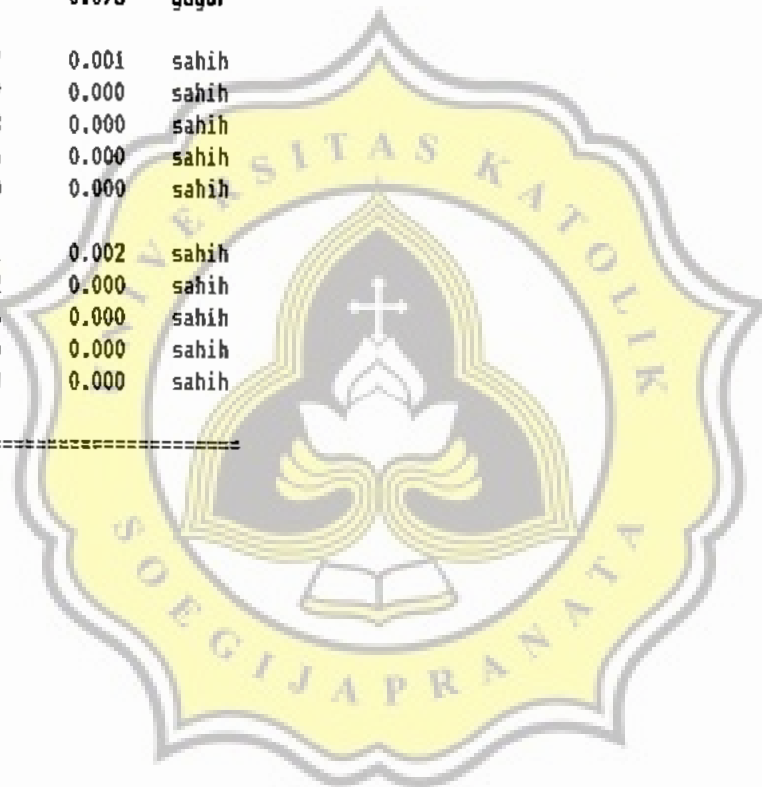 0.001 sahih
0.000 sahih
0.000 sahih
0.000 sahih
0.000 sahih
0.002 sahih
0.000 sahih
0.000 sahih
0.000 sahih
0.000 sahih
====================
UNIVERSITAS KATOLIK
SOEGIJAPRANATA